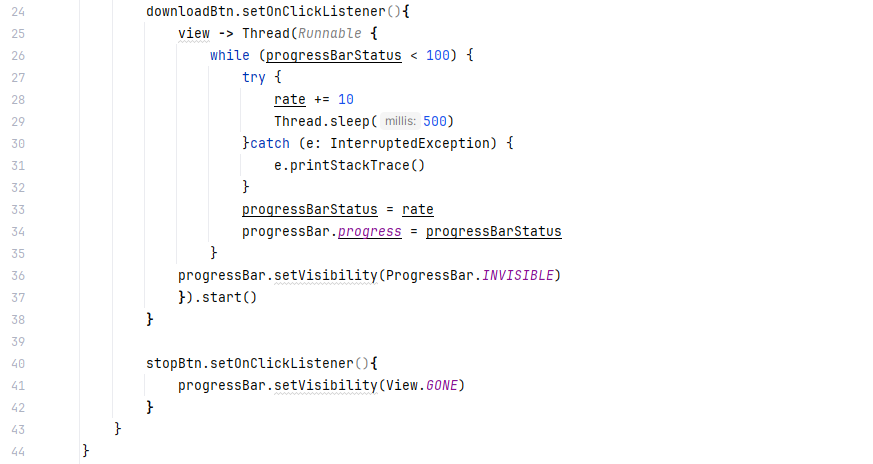 24 downloadBtn.setOnClickListener(){
25 view -> Thread(Runnable {
26 while (progressBarStatus < 100) {
27 try {
28 rate += 10
29 Thread.sleep( millis: 500)
30 }catch (e: InterruptedException) {
31 e.printStackTrace()
32 }
33 progressBarStatus = rate
34 progressBar.progress = progressBarStatus
35 }
36 progressBar.setVisibility(ProgressBar.INVISIBLE)
37 }).start()
38 }
39
40 stopBtn.setOnClickListener(){
41 progressBar.setVisibility(View.GONE)
42 }
43 }
44 }